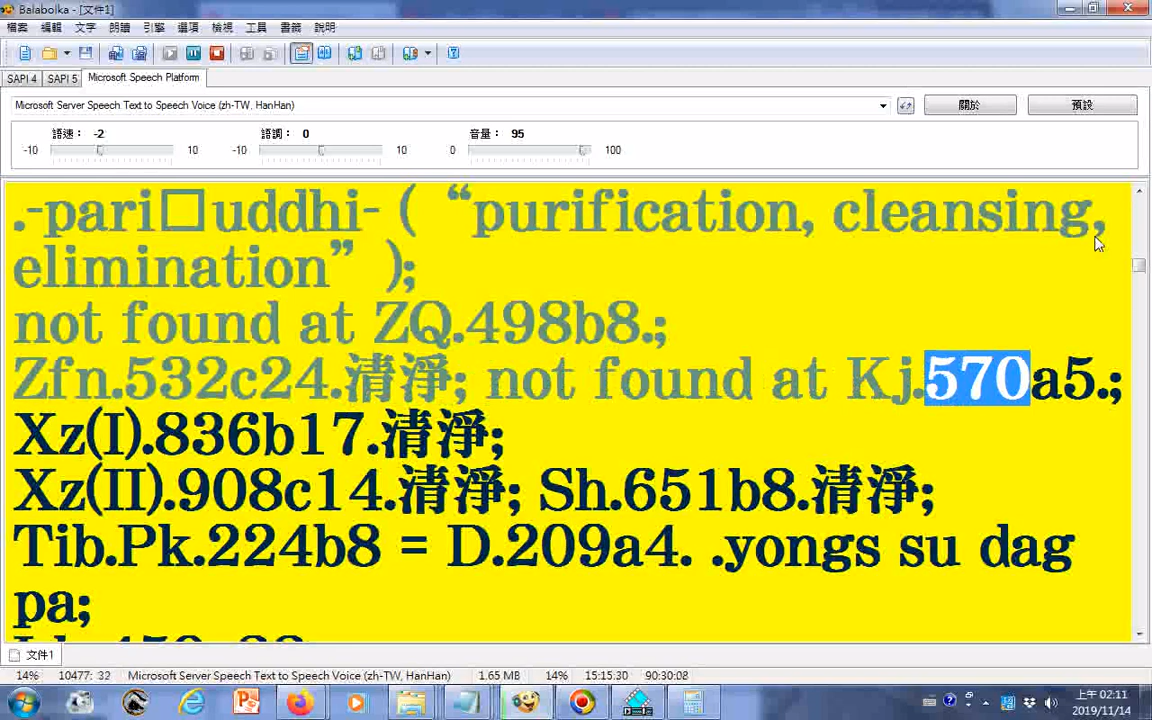 Balabolka - [文件1]
檔案 編輯 文字 朗讀 引擎 選項 檢視 工具 書籤 說明
SAPI 4 SAPI 5 Microsoft Speech Platform
Microsoft Server Speech Text to Speech Voice (zh-TW, HanHan) 關於 預設
語速： -2 語調： 0 音量： 95
-10 10 -10 10 0 100
.-pari□uddhi- ( “purification, cleansing,
elimination” );
not found at ZQ.498b8.;
Zfn.532c24.清淨; not found at Kj.570a5.;
Xz(I).836b17.清淨;
Xz(II).908c14.清淨; Sh.651b8.清淨;
Tib.Pk.224b8 = D.209a4. .yongs su dag
pa;
文件1
14% 10477: 32 Microsoft Server Speech Text to Speech Voice (zh-TW, HanHan) 1.65 MB 14% 15:15:30 90:30:08
上午 02:11
2019/11/14